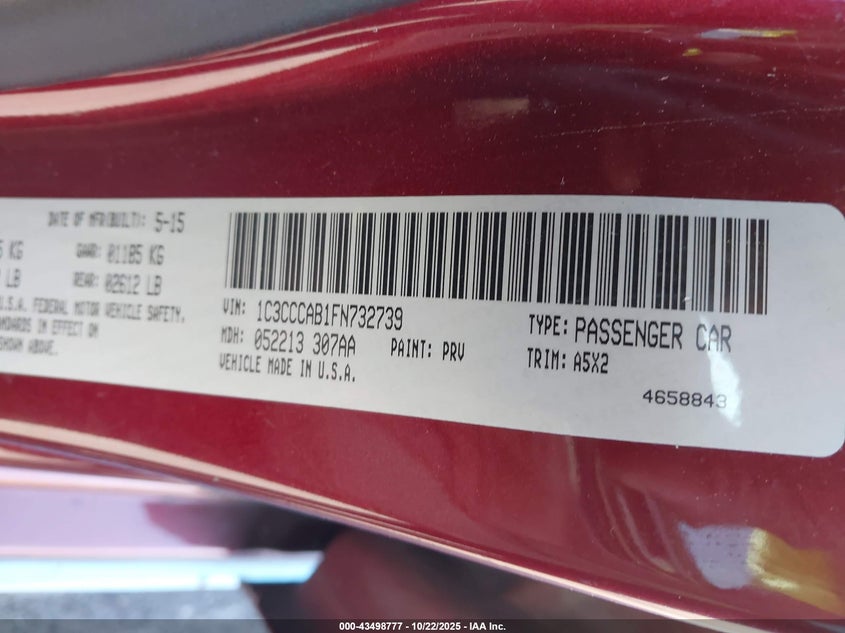 DATE OF MFR(BUILT): 5-15
KG GAWR: 01185 KG
LB REAR: 02612 LB
U.S.A. FEDERAL MOTOR VEHICLE SAFETY,
IN EFFECT ON
SHOWN ABOVE.
VIN: 1C3CCCAB1FN732739
MDH: 052213 307AA PAINT: PRV
VEHICLE MADE IN U.S.A.
TYPE: PASSENGER CAR
TRIM: A5X2
4658843
000-43498777 - 10/22/2025 - IAA Inc.